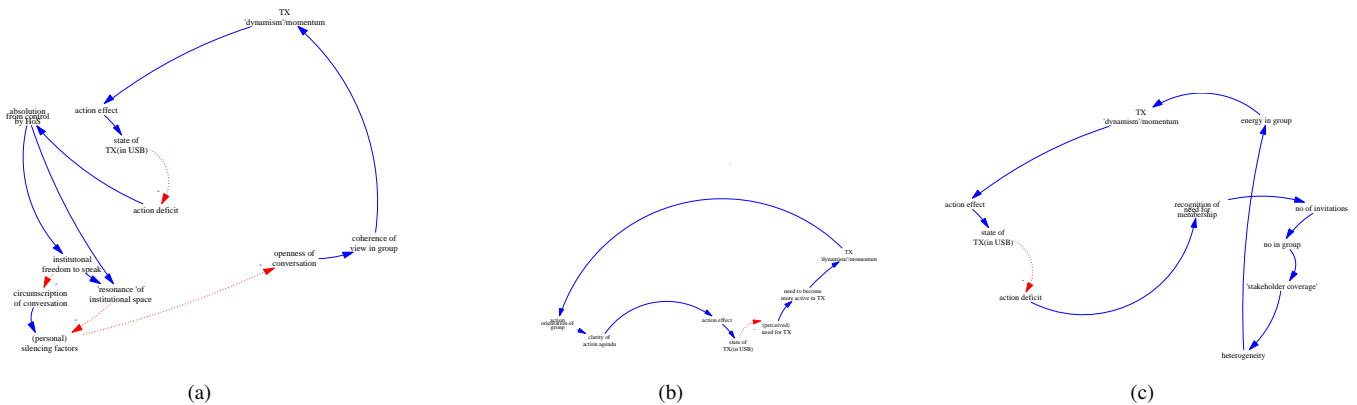 TX
'dynamism'/momentum
absolution
from control
by HoS
action effect
state of
TX(in USB)
-
action deficit
institutonal
freedom to speak
-
circumscription
of conversation
'resonance 'of
institutional space
-
(personal)
silencing factors
-
openness of
conversation
coherence of
view in group
(a)
TX
'dynamism'/momentum
need to become
more active in TX
action
orientation of
group
clarity of
action agenda
action effect
state of
TX(in USB)
-
(perceived)
need for TX
(b)
TX
'dynamism'/momentum
energy in group
action effect
state of
TX(in USB)
-
action deficit
recognition of
need for
membership
no of invitations
no in group
'stakeholder coverage'
heterogeneity
(c)